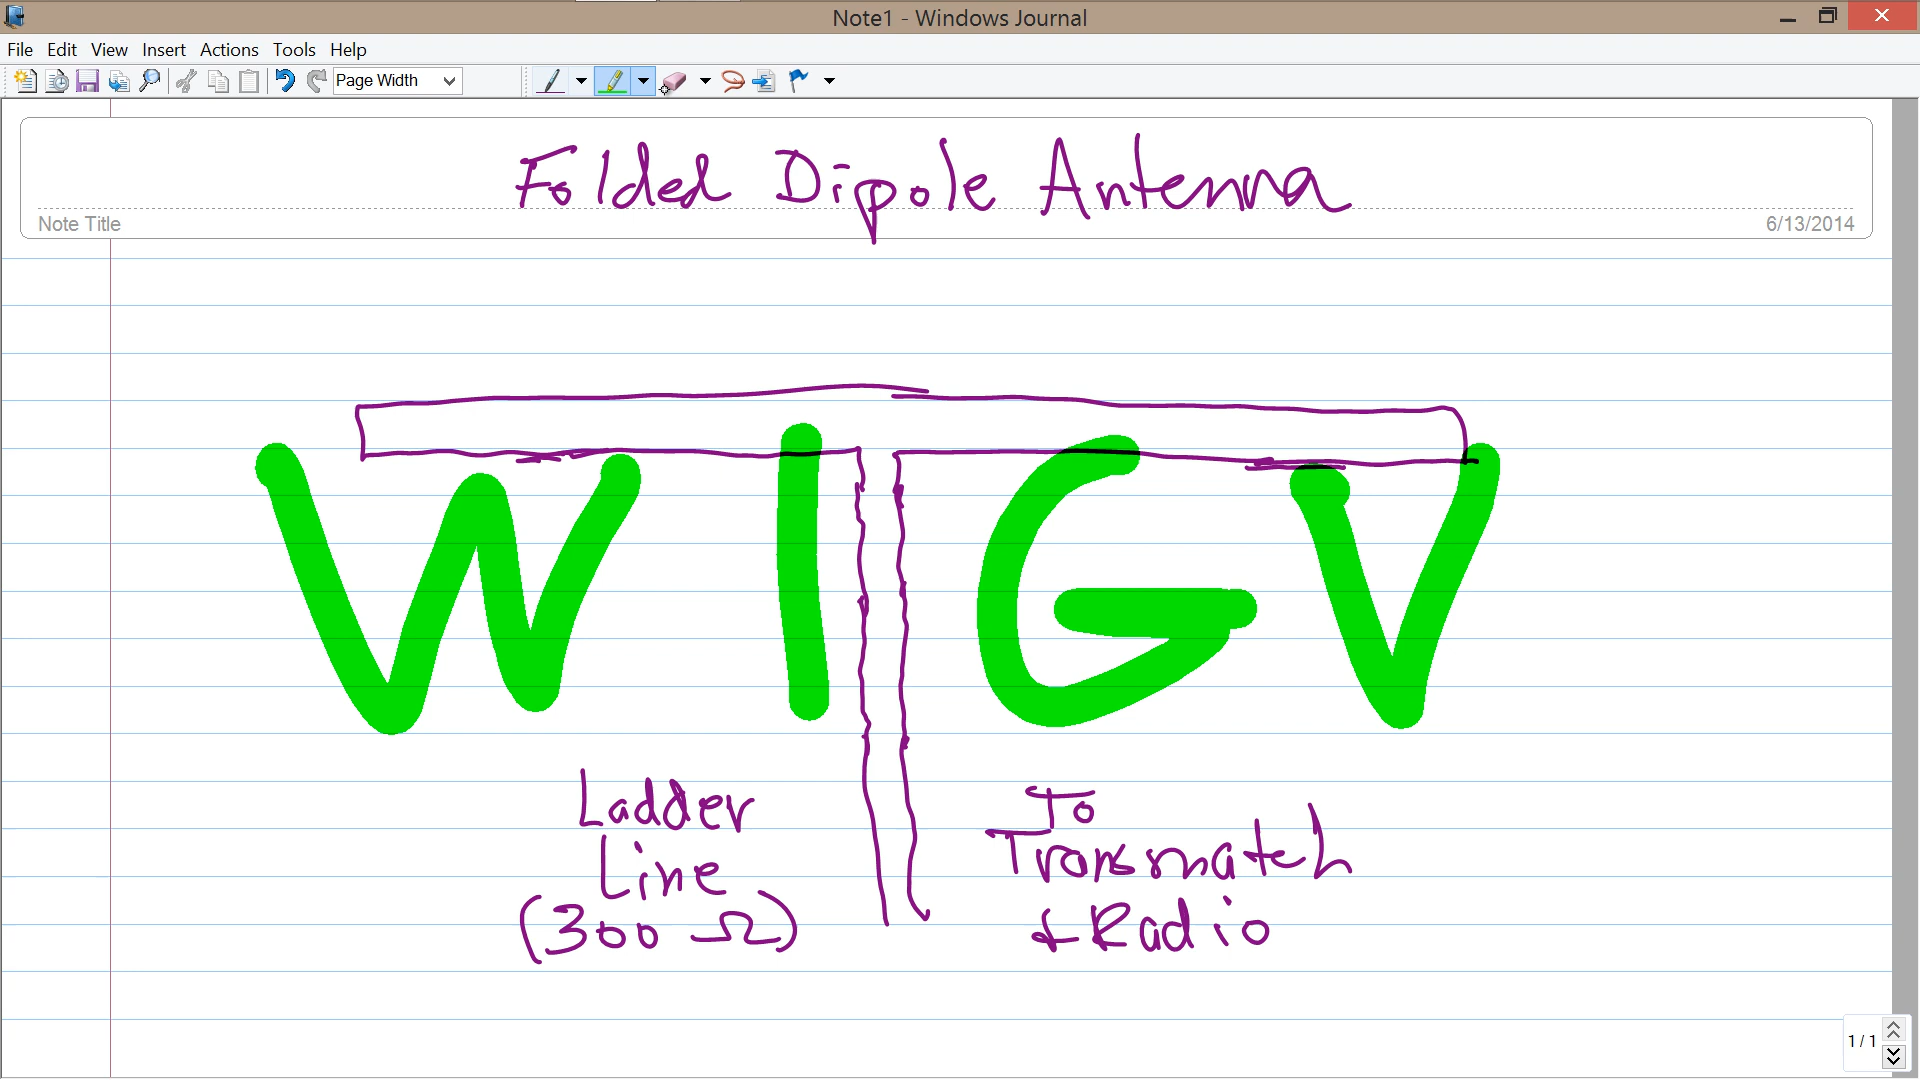 Note1 - Windows Journal
File Edit View Insert Actions Tools Help
Page Width
Folded Dipole Antenna
Note Title
6/13/2014
W1GV
Ladder
Line
(300 Ω)
To
Transmatch
& Radio
1 / 1